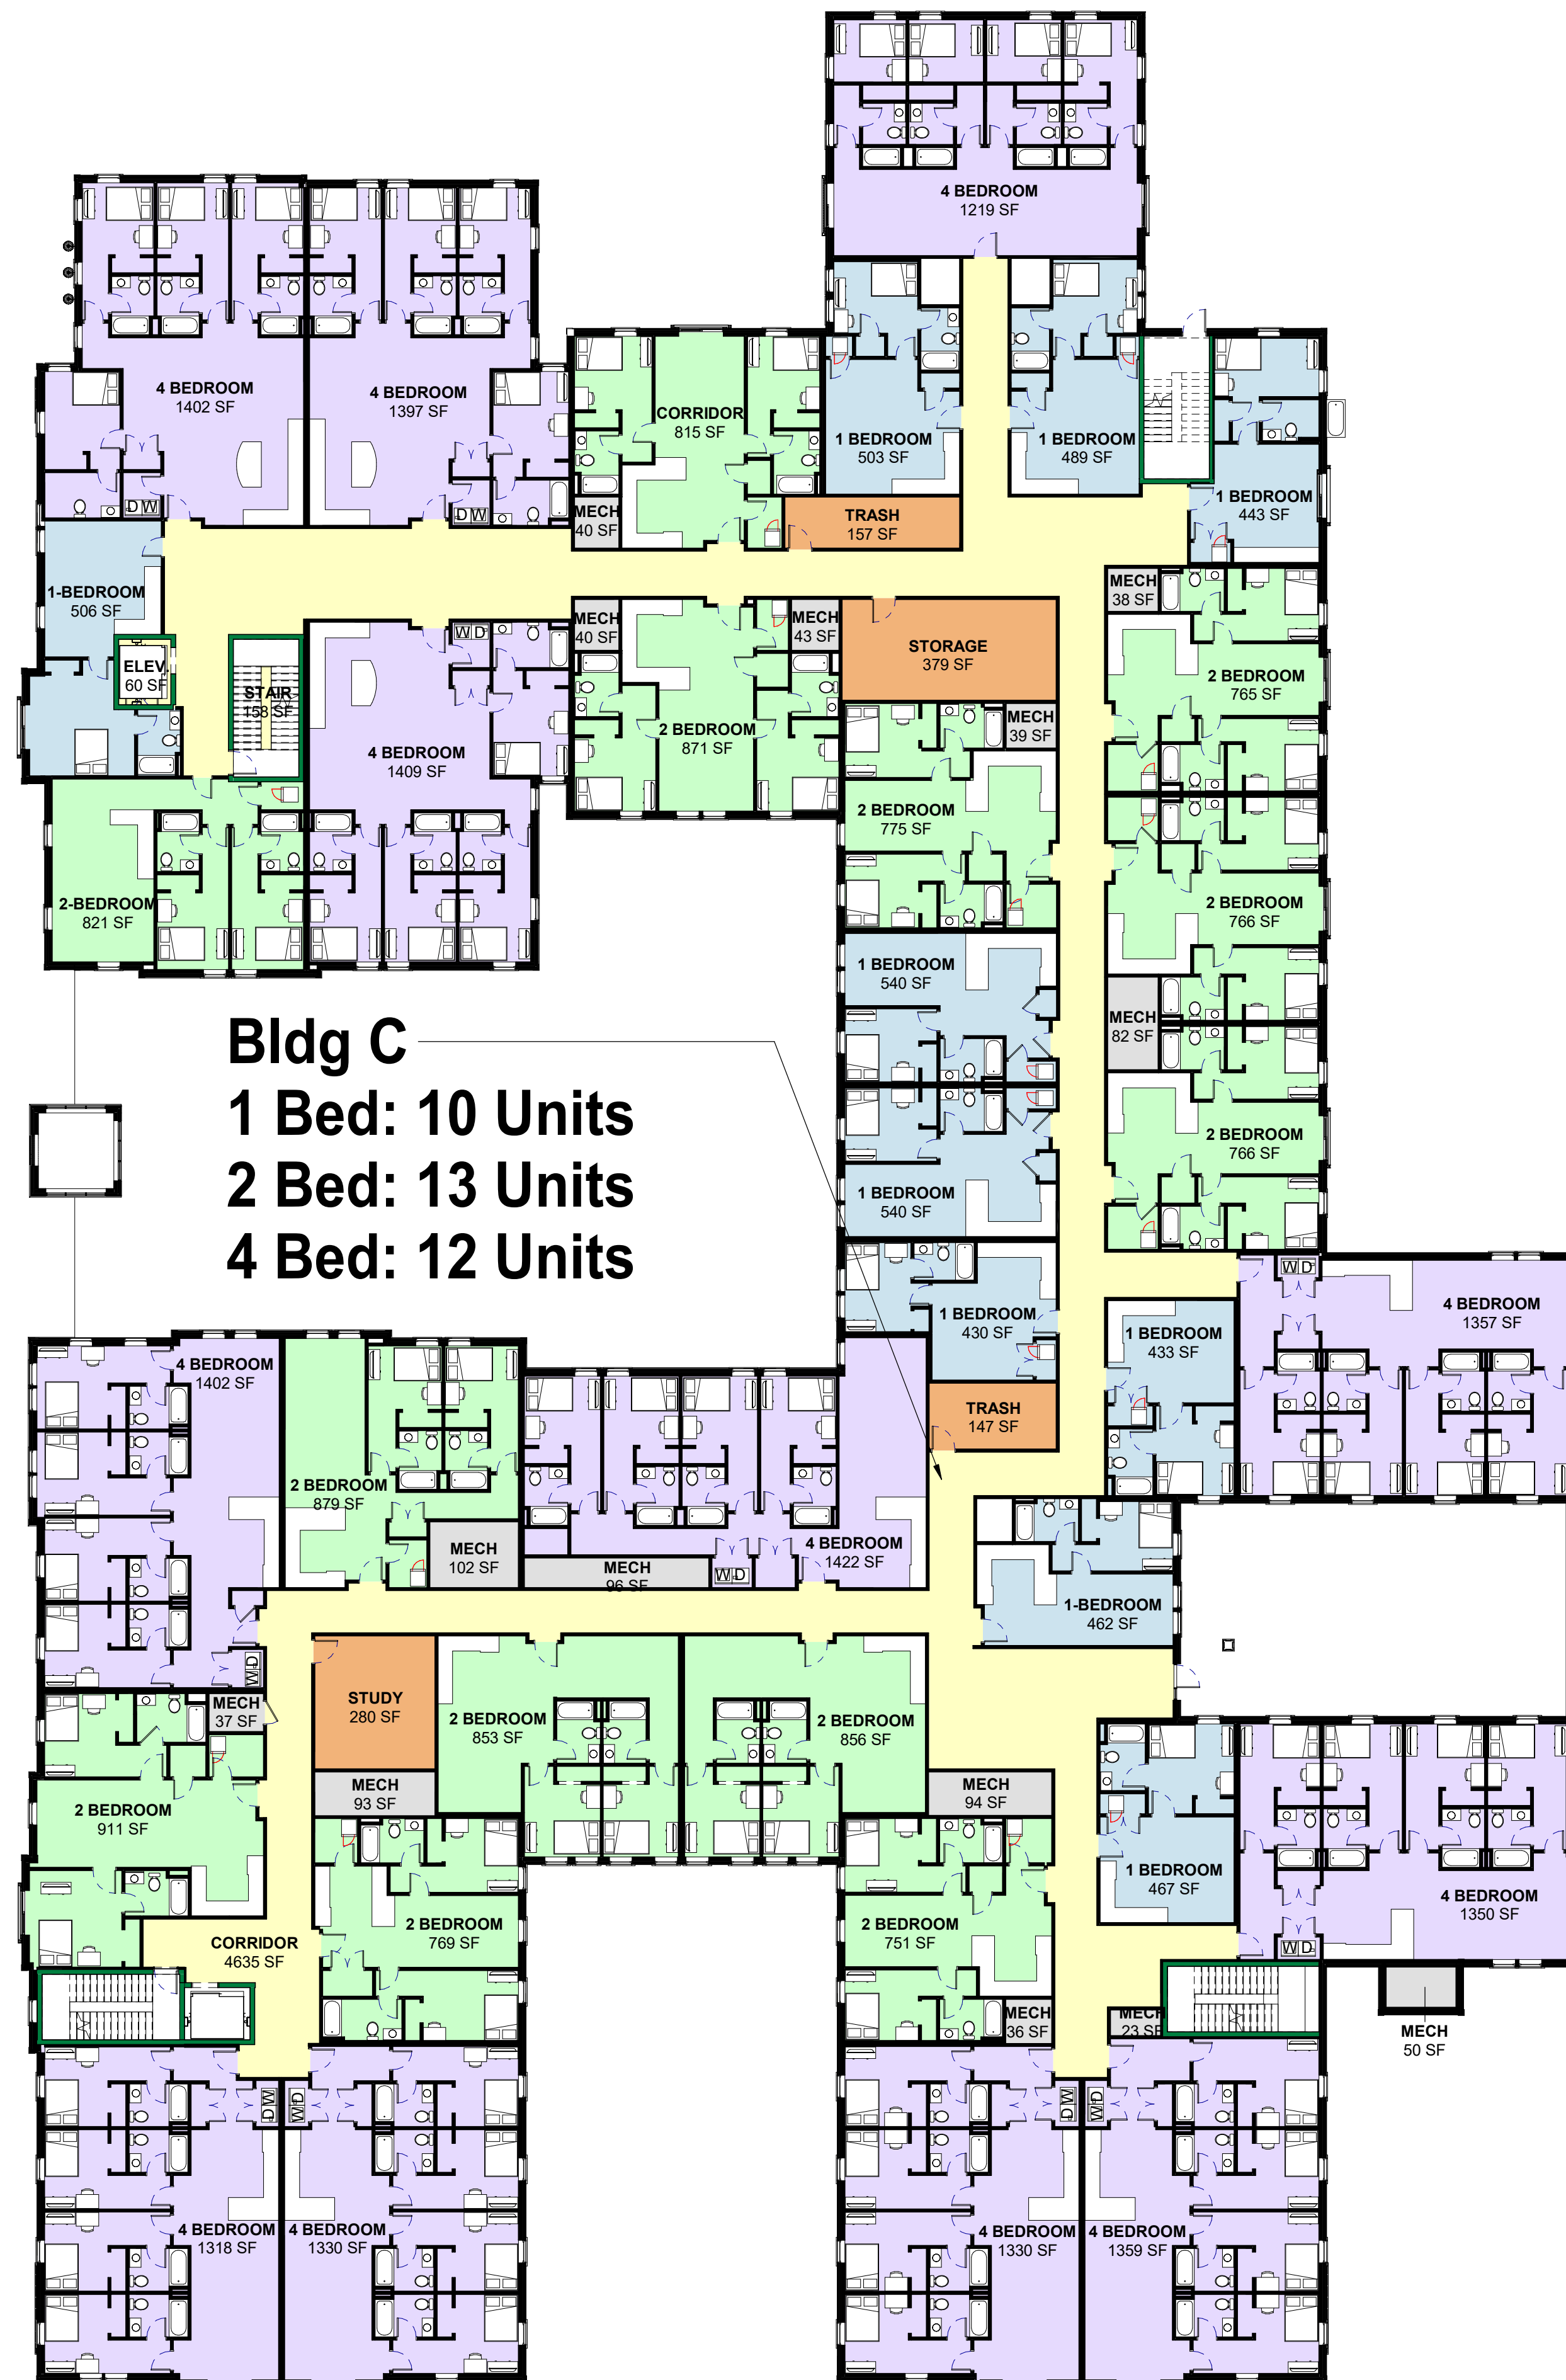 4 BEDROOM
1219 SF
4 BEDROOM
1402 SF
4 BEDROOM
1397 SF
CORRIDOR
815 SF
1 BEDROOM
503 SF
1 BEDROOM
489 SF
1 BEDROOM
443 SF
D W
D W
MECH
40 SF
TRASH
157 SF
1-BEDROOM
506 SF
ELEV.
60 SF
STAIR
158 SF
W D
4 BEDROOM
1409 SF
MECH
40 SF
MECH
43 SF
2 BEDROOM
871 SF
STORAGE
379 SF
MECH
38 SF
2 BEDROOM
765 SF
MECH
39 SF
2 BEDROOM
775 SF
2-BEDROOM
821 SF
2 BEDROOM
766 SF
1 BEDROOM
540 SF
MECH
82 SF
Bldg C
1 Bed: 10 Units
2 Bed: 13 Units
4 Bed: 12 Units
2 BEDROOM
766 SF
1 BEDROOM
540 SF
W D
1 BEDROOM
430 SF
1 BEDROOM
433 SF
4 BEDROOM
1357 SF
4 BEDROOM
1402 SF
TRASH
147 SF
2 BEDROOM
879 SF
MECH
102 SF
4 BEDROOM
1422 SF
MECH
96 SF
W D
1-BEDROOM
462 SF
W D
STUDY
280 SF
MECH
37 SF
2 BEDROOM
853 SF
2 BEDROOM
856 SF
MECH
93 SF
MECH
94 SF
2 BEDROOM
911 SF
1 BEDROOM
467 SF
4 BEDROOM
1350 SF
W D
CORRIDOR
4635 SF
2 BEDROOM
769 SF
2 BEDROOM
751 SF
MECH
36 SF
MECH
23 SF
MECH
50 SF
D W
W D
D W
W D
4 BEDROOM
1318 SF
4 BEDROOM
1330 SF
4 BEDROOM
1330 SF
4 BEDROOM
1359 SF